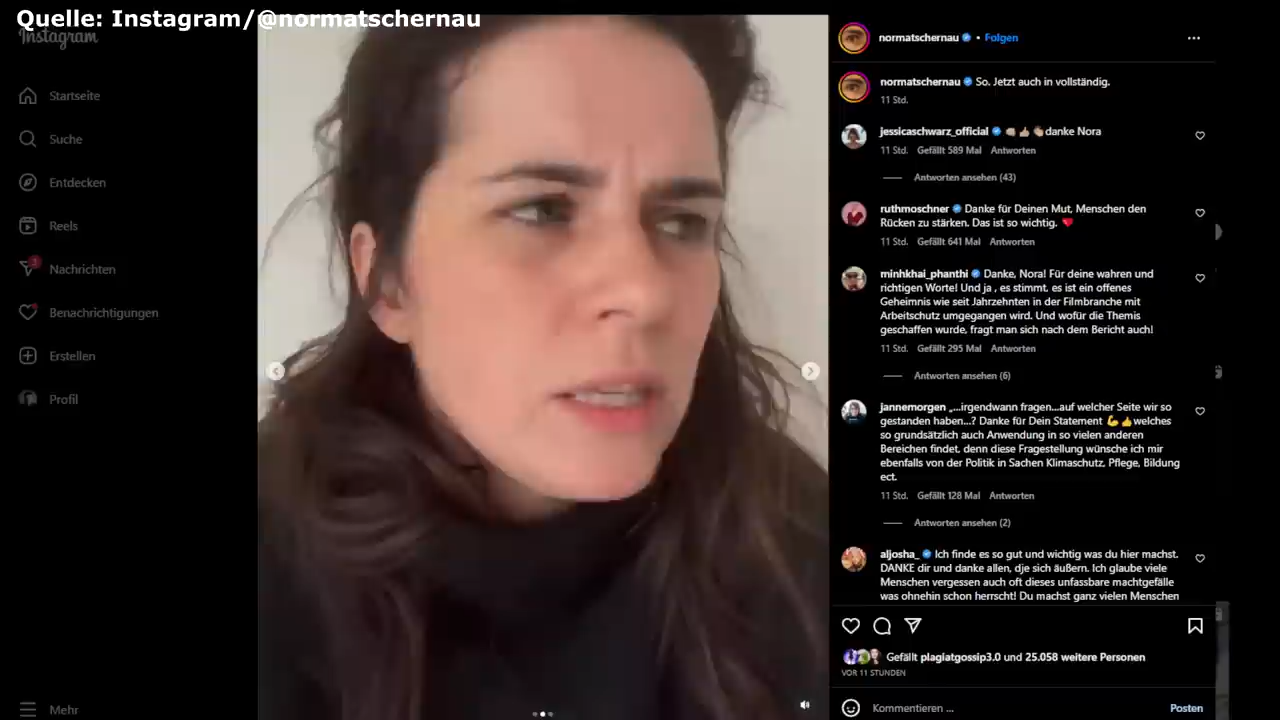 Quelle: Instagram/@normatschernau
Instagram
Startseite
Suche
Entdecken
Reels
3
Nachrichten
Benachrichtigungen
Erstellen
Profil
Mehr
normatschernau • Folgen
normatschernau So. Jetzt auch in vollständig.
11 Std.
jessicaschwarz_official danke Nora
11 Std. Gefällt 589 Mal Antworten
Antworten ansehen (43)
ruthmoschner Danke für Deinen Mut, Menschen den
Rücken zu stärken. Das ist so wichtig.
11 Std. Gefällt 641 Mal Antworten
minhkhai_phanthi Danke, Nora! Für deine wahren und
richtigen Worte! Und ja , es stimmt, es ist ein offenes
Geheimnis wie seit Jahrzehnten in der Filmbranche mit
Arbeitschutz umgegangen wird. Und wofür die Themis
geschaffen wurde, fragt man sich nach dem Bericht auch!
11 Std. Gefällt 295 Mal Antworten
Antworten ansehen (6)
jannemorgen „...irgendwann fragen...auf welcher Seite wir so
gestanden haben...? Danke für Dein Statement 💪👍welches
so grundsätzlich auch Anwendung in so vielen anderen
Bereichen findet, denn diese Fragestellung wünsche ich mir
ebenfalls von der Politik in Sachen Klimaschutz, Pflege, Bildung
ect.
11 Std. Gefällt 128 Mal Antworten
Antworten ansehen (2)
aljosha_ Ich finde es so gut und wichtig was du hier machst.
DANKE dir und danke allen, dje sich äußern. Ich glaube viele
Menschen vergessen auch oft dieses unfassbare machtgefälle
was ohnehin schon herrscht! Du machst ganz vielen Menschen
Gefällt plagiatgossip3.0 und 25.058 weitere Personen
VOR 11 STUNDEN
Kommentieren ...
Posten